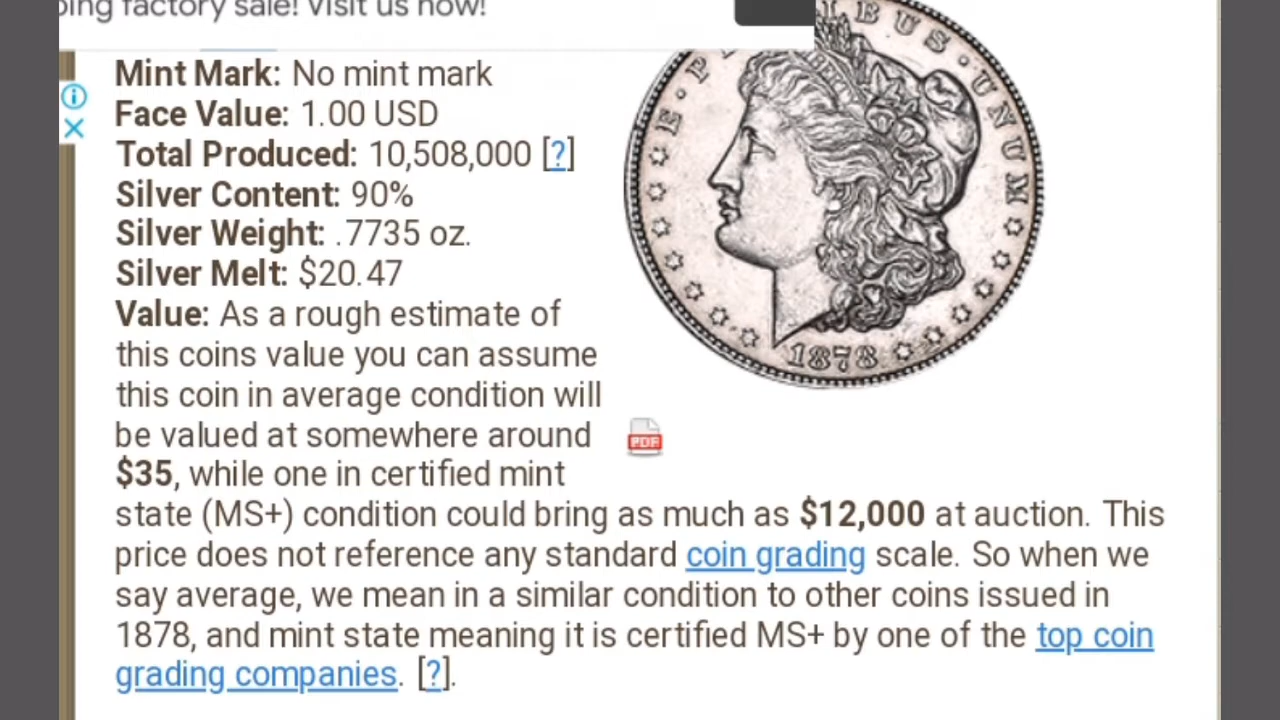 ping factory sale! Visit us now!
Mint Mark: No mint mark
Face Value: 1.00 USD
Total Produced: 10,508,000 [?]
Silver Content: 90%
Silver Weight: .7735 oz.
Silver Melt: $20.47
Value: As a rough estimate of
this coins value you can assume
this coin in average condition will
be valued at somewhere around
$35, while one in certified mint
state (MS+) condition could bring as much as $12,000 at auction. This
price does not reference any standard coin grading scale. So when we
say average, we mean in a similar condition to other coins issued in
1878, and mint state meaning it is certified MS+ by one of the top coin
grading companies. [?].
E · P
LIBUS · UNUM
1878
PDF